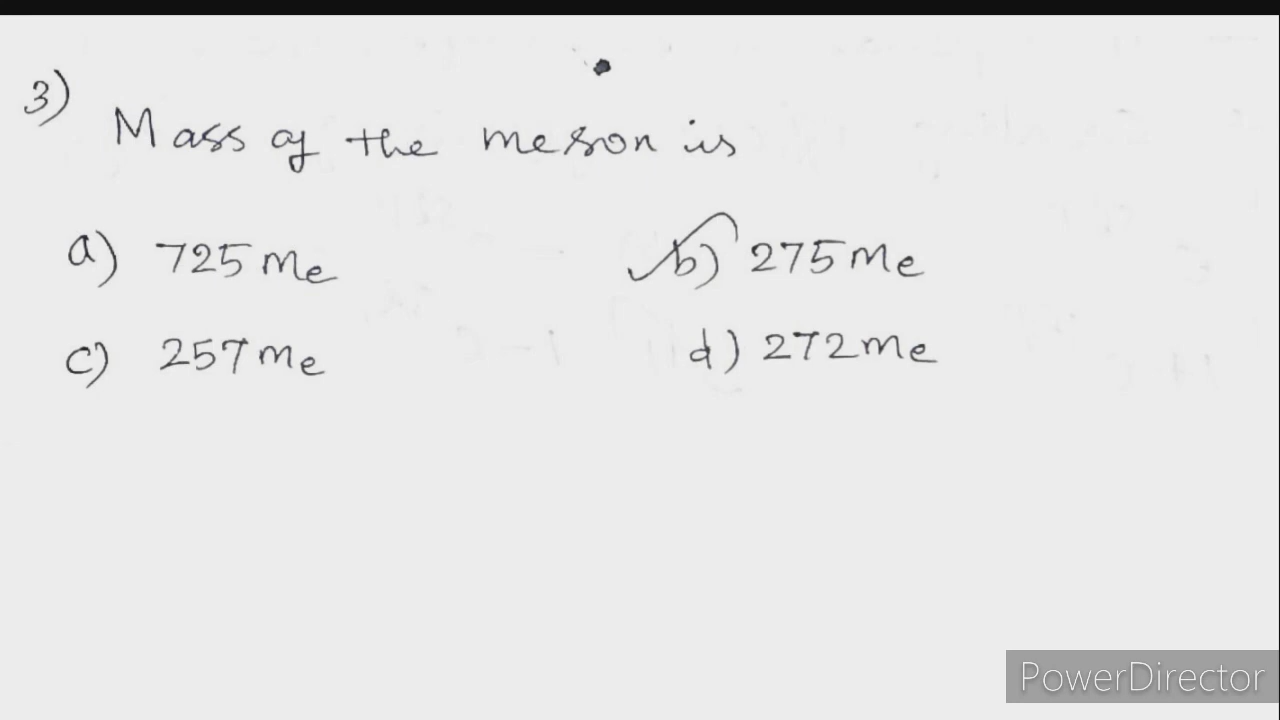 3)
Mass of the meson is
a) 725 me
b) 275 me
c) 257 me
d) 272 me
PowerDirector